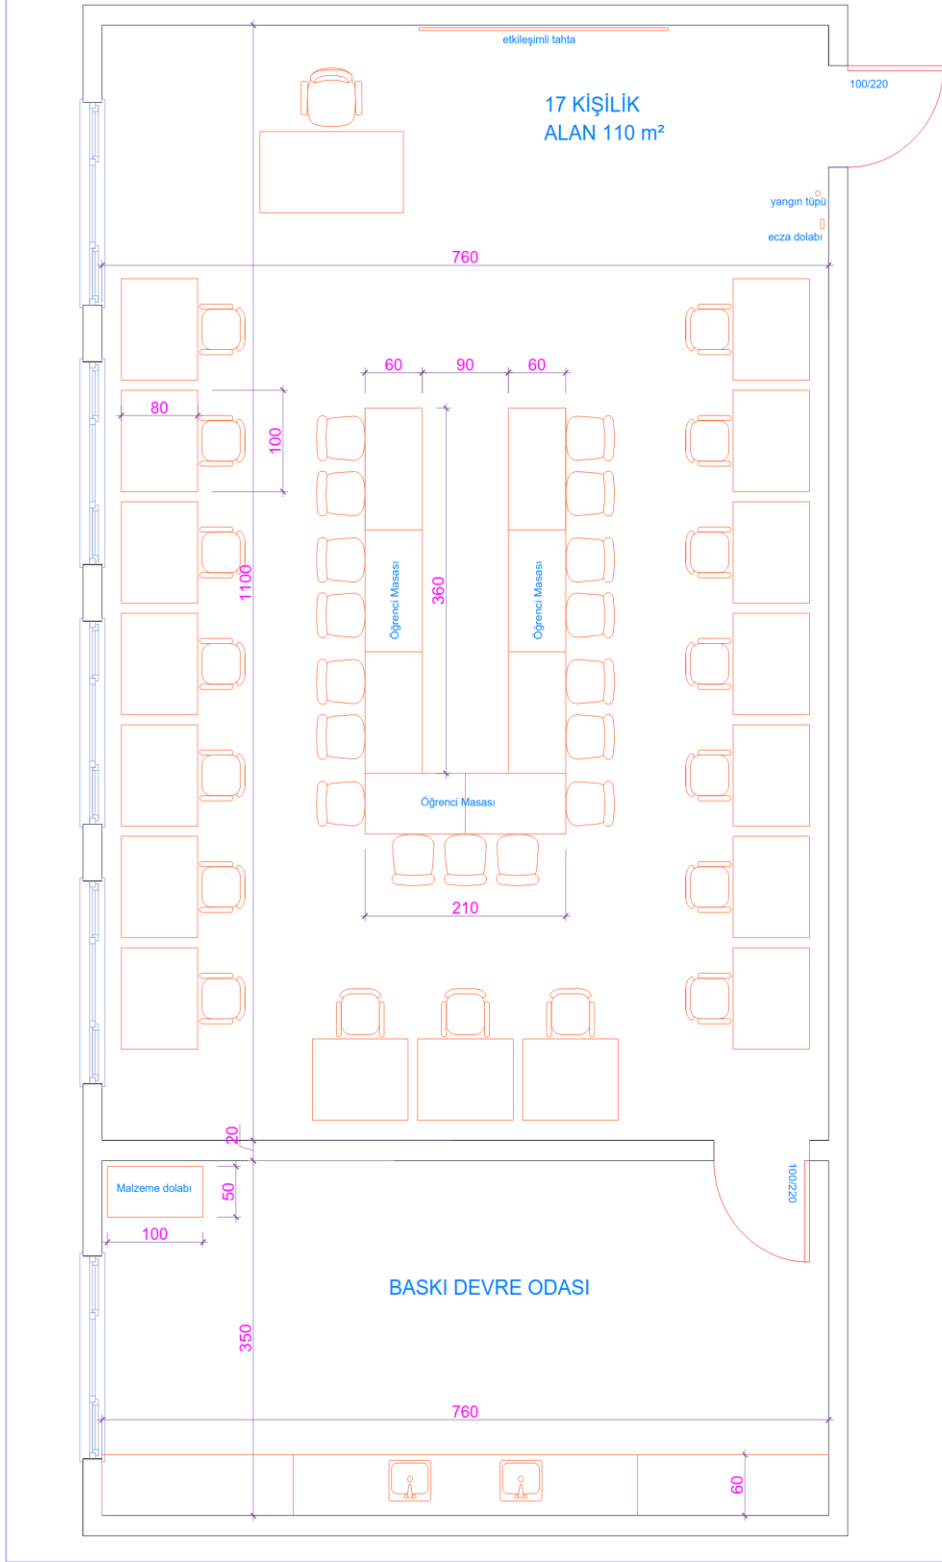 etkileşimli tahta
100/220
17 KİŞİLİK
ALAN 110 m²
yangın tüpü
ecza dolabı
760
60
90
60
80
100
1100
360
Öğrenci Masası
Öğrenci Masası
Öğrenci Masası
210
20
Malzeme dolabı
50
100
100/220
BASKI DEVRE ODASI
350
760
60